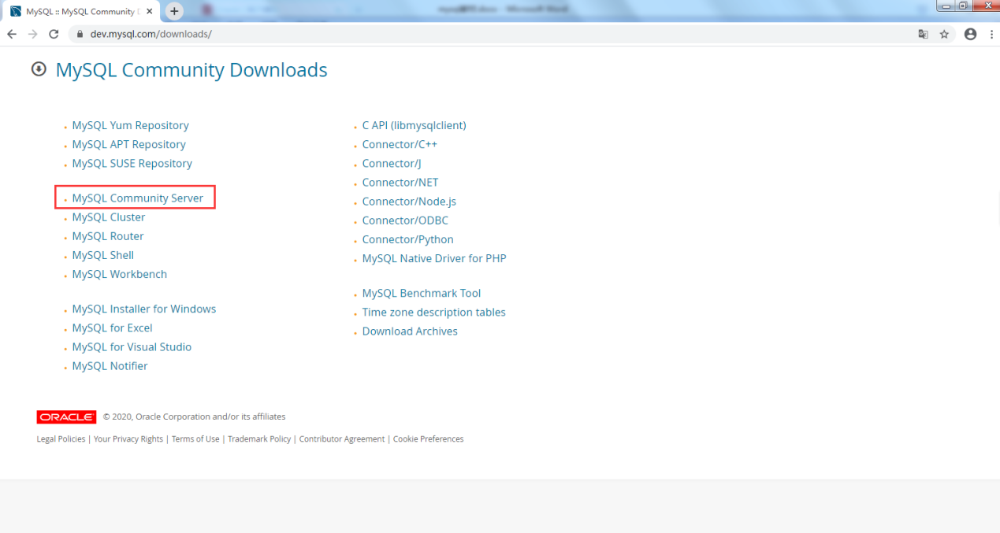 MySQL :: MySQL Community
dev.mysql.com/downloads/
MySQL Community Downloads
MySQL Yum Repository
MySQL APT Repository
MySQL SUSE Repository
MySQL Community Server
MySQL Cluster
MySQL Router
MySQL Shell
MySQL Workbench
MySQL Installer for Windows
MySQL for Excel
MySQL for Visual Studio
MySQL Notifier
C API (libmysqlclient)
Connector/C++
Connector/J
Connector/NET
Connector/Node.js
Connector/ODBC
Connector/Python
MySQL Native Driver for PHP
MySQL Benchmark Tool
Time zone description tables
Download Archives
ORACLE © 2020, Oracle Corporation and/or its affiliates
Legal Policies | Your Privacy Rights | Terms of Use | Trademark Policy | Contributor Agreement | Cookie Preferences